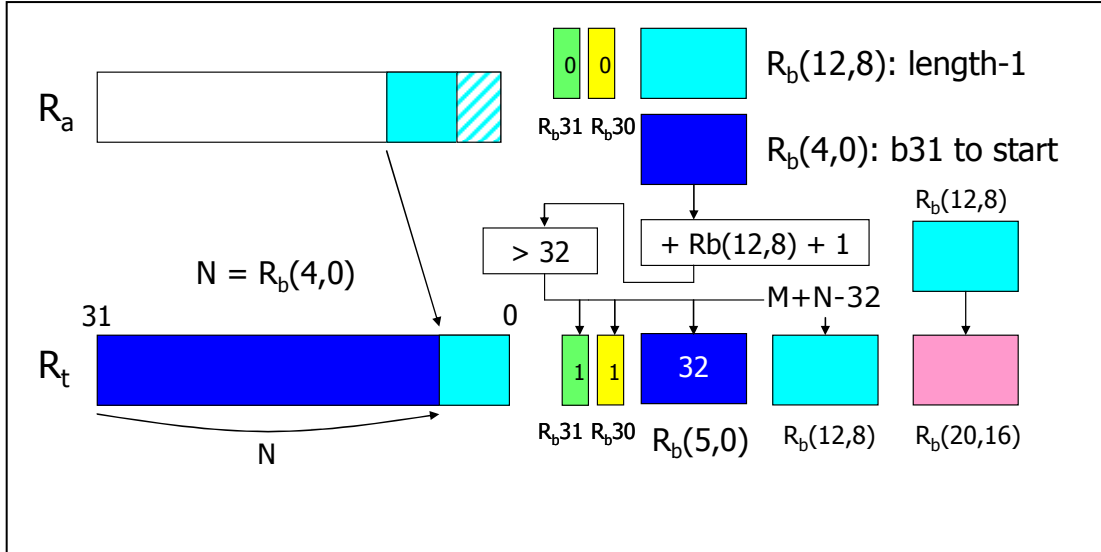 0 0 R_b(12,8): length-1
R_a
R_b31 R_b30
R_b(4,0): b31 to start
R_b(12,8)
+ Rb(12,8) + 1
> 32
N = R_b(4,0)
M+N-32
31 0
R_t
1 1 32
R_b31 R_b30 R_b(5,0) R_b(12,8) R_b(20,16)
N